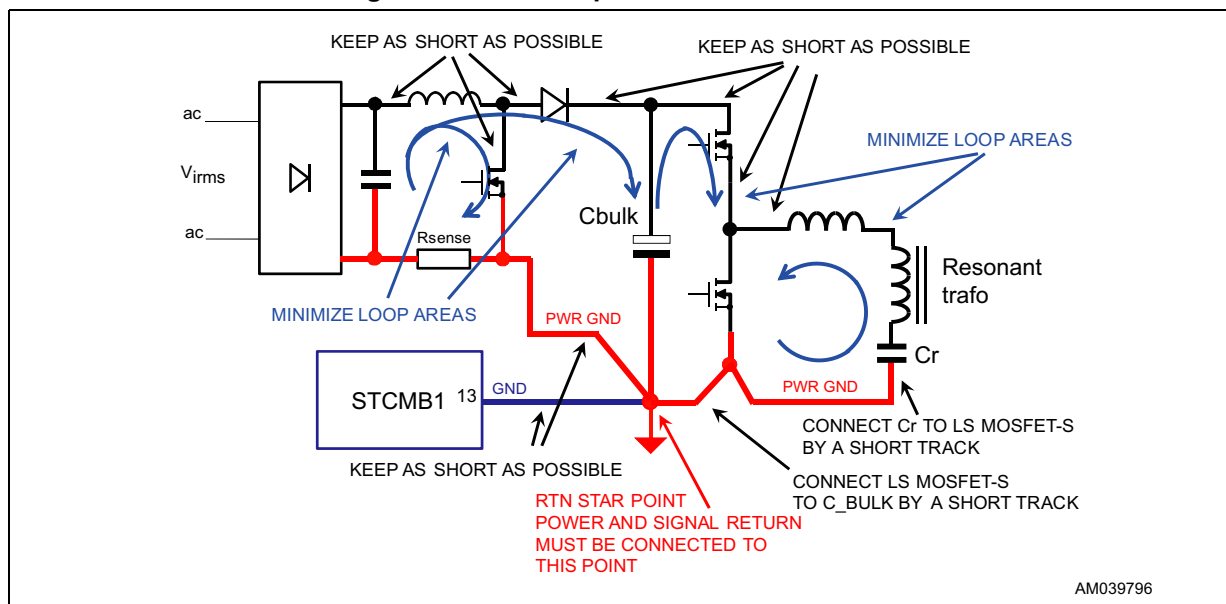 KEEP AS SHORT AS POSSIBLE
KEEP AS SHORT AS POSSIBLE
ac
Virms
ac
MINIMIZE LOOP AREAS
Cbulk
Rsense
Resonant
trafo
MINIMIZE LOOP AREAS
PWR GND
Cr
PWR GND
STCMB1
13
GND
CONNECT Cr TO LS MOSFET-S
BY A SHORT TRACK
KEEP AS SHORT AS POSSIBLE
CONNECT LS MOSFET-S
TO C_BULK BY A SHORT TRACK
RTN STAR POINT
POWER AND SIGNAL RETURN
MUST BE CONNECTED TO
THIS POINT
AM039796